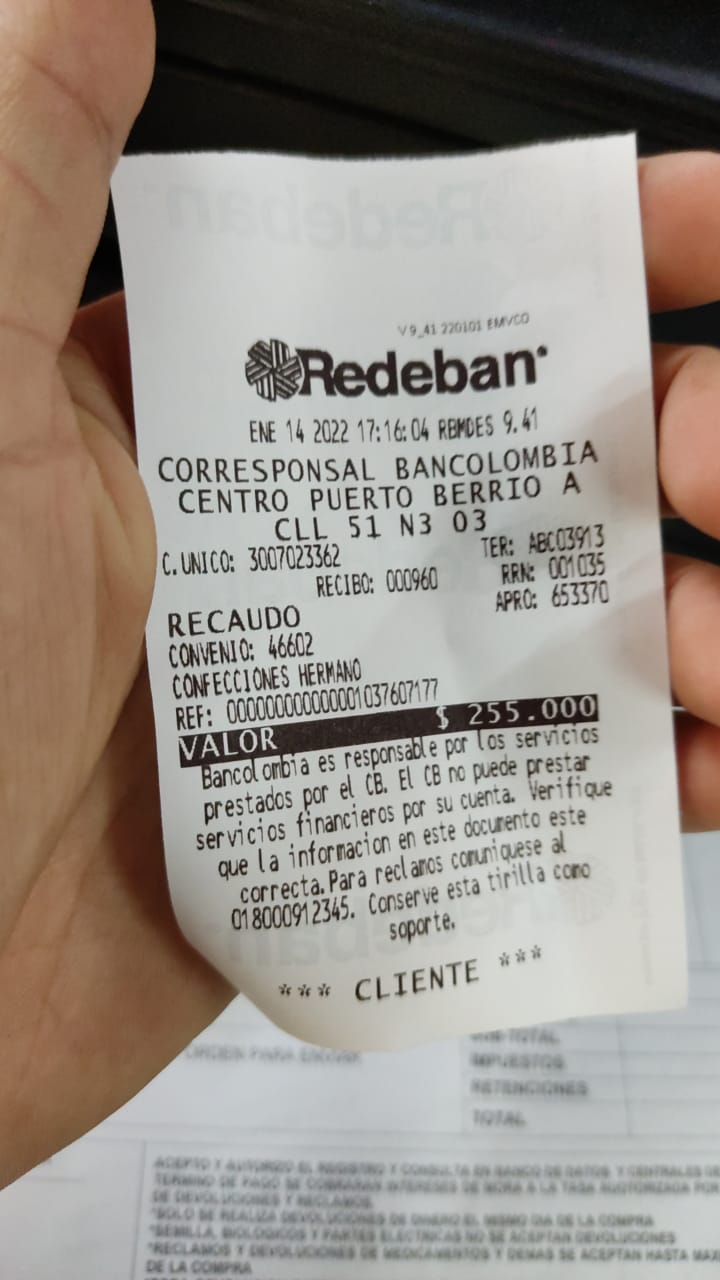 V 9_41 220101 EMVCO
Redeban
ENE 14 2022 17:16:04 RBMDES 9.41
CORRESPONSAL BANCOLOMBIA
CENTRO PUERTO BERRIO A
CLL 51 N3 03
C. UNICO: 3007023362 TER: ABC03913
RECIBO: 000960 RRN: 001035
APRO: 653370
RECAUDO
CONVENIO: 46602
CONFECCIONES HERMANO
REF: 000000000000001037607177
VALOR $ 255.000
Bancolombia es responsable por los servicios
prestados por el CB. El CB no puede prestar
servicios financieros por su cuenta. Verifique
que la informacion en este documento este
correcta. Para reclamos comuniquese al
018000912345. Conserve esta tirilla como
soporte.
*** CLIENTE ***
ORDEN PARA
SUB-TOTAL
IMPUESTOS
RETENCIONES
TOTAL
ACEPTO Y AUTORIZO EL REGISTRO Y CONSULTA EN BANCO DE DATOS Y CENTRALES DE
TERMINO DE PAGO SE COBRARAN INTERESES DE MORA A LA TASA AUTORIZADA POR
DE DEVOLUCIONES Y RECLAMOS.
*SOLO SE REALIZA DEVOLUCIONES DE DINERO EL MISMO DIA DE LA COMPRA
*SEMILLA, BIOLOGICOS Y PARTES ELECTRICAS NO SE ACEPTAN DEVOLUCIONES
*RECLAMOS Y DEVOLUCIONES DE MEDICAMENTOS Y DEMAS SE ACEPTAN HASTA
DE LA COMPRA